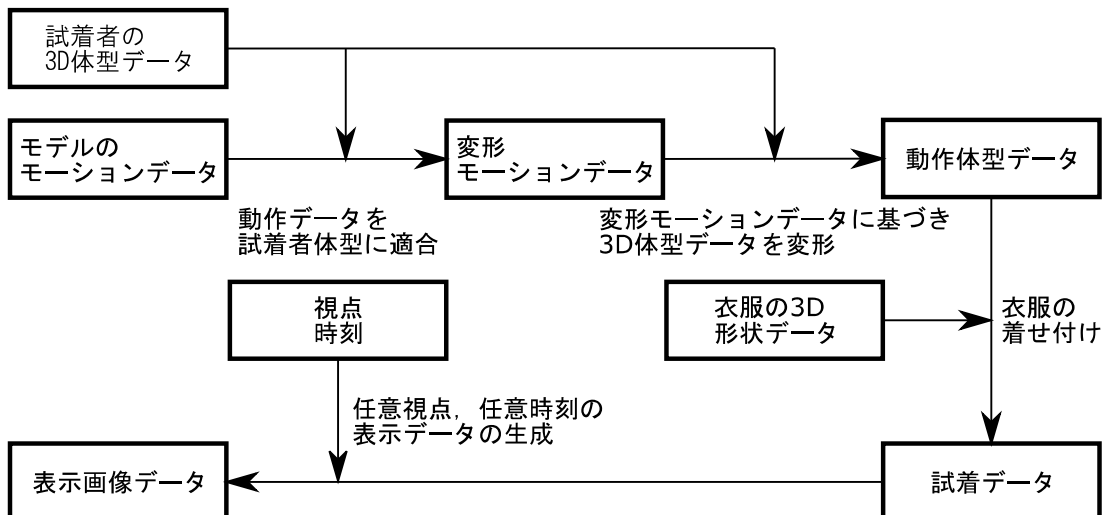 試着者の
3D体型データ
モデルの
モーションデータ
変形
モーションデータ
動作体型データ
動作データを
試着者体型に適合
変形モーションデータに基づき
3D体型データを変形
視点
時刻
衣服の3D
形状データ
衣服の
着せ付け
任意視点，任意時刻の
表示データの生成
表示画像データ
試着データ